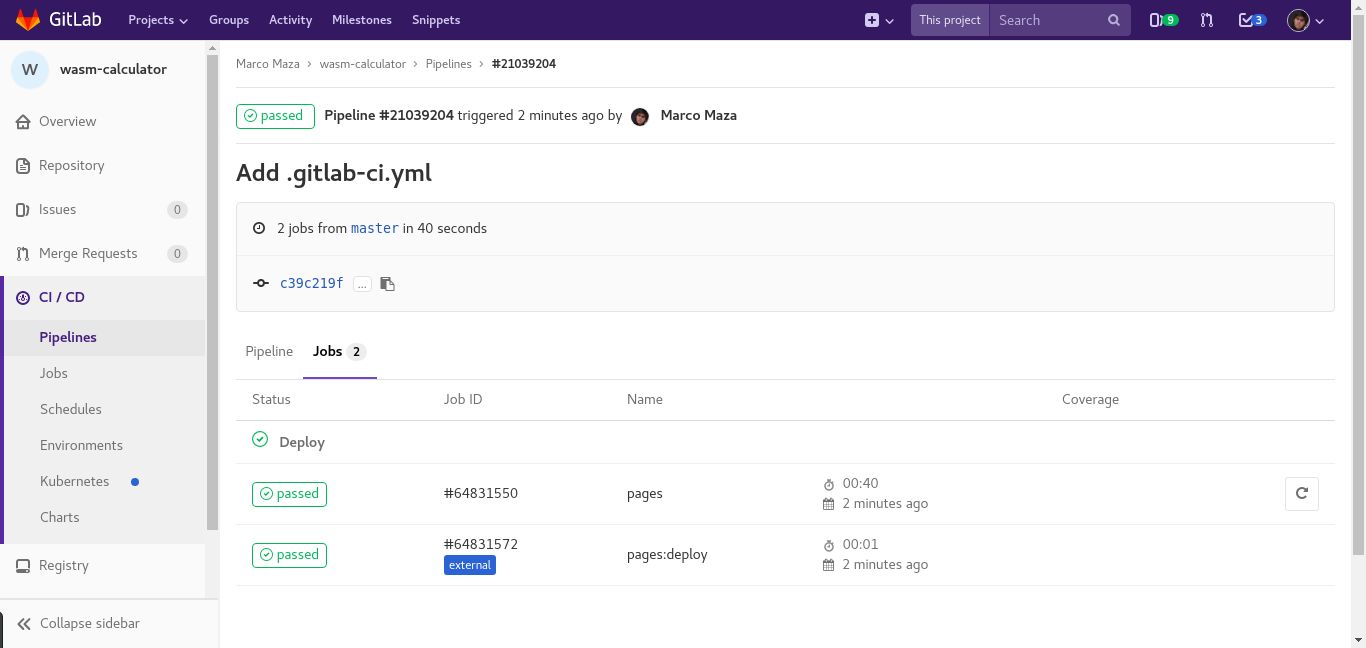 GitLab Projects Groups Activity Milestones Snippets This project Search 9 3
W wasm-calculator
Overview
Repository
Issues 0
Merge Requests 0
CI / CD
Pipelines
Jobs
Schedules
Environments
Kubernetes
Charts
Registry
Collapse sidebar
Marco Maza › wasm-calculator › Pipelines › #21039204
passed Pipeline #21039204 triggered 2 minutes ago by Marco Maza
Add .gitlab-ci.yml
2 jobs from master in 40 seconds
c39c219f ...
Pipeline Jobs 2
Status Job ID Name Coverage
Deploy
passed #64831550 pages 00:40
2 minutes ago
passed #64831572 pages:deploy 00:01
external 2 minutes ago